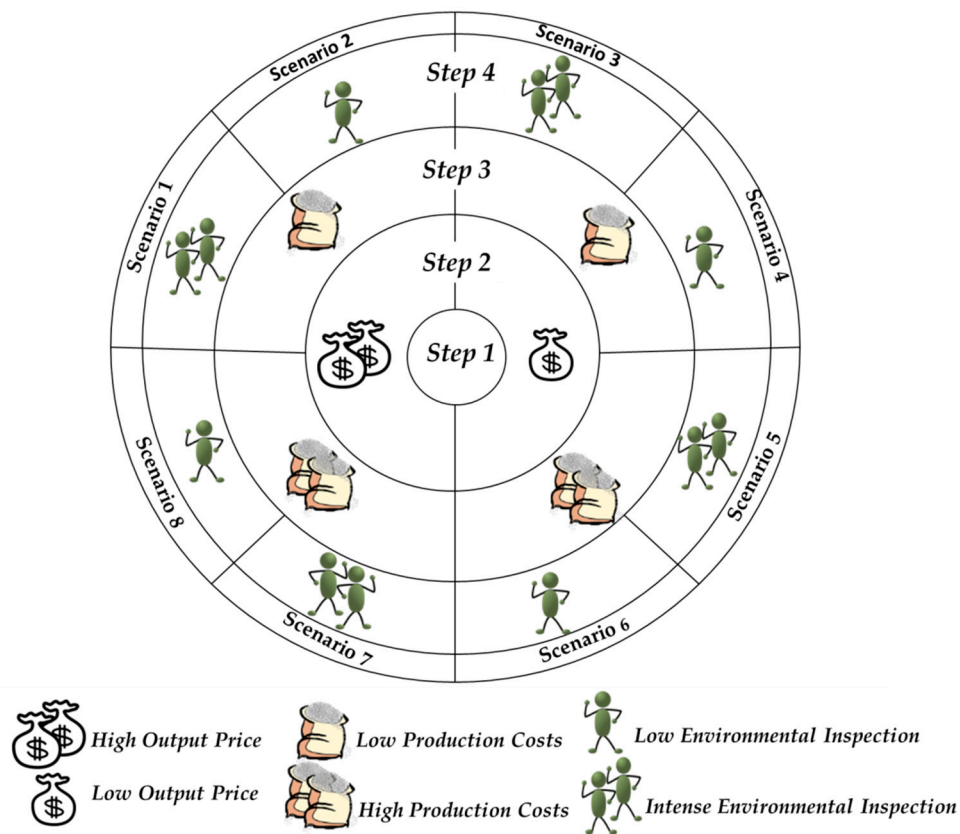 Scenario 2
Scenario 3
Step 4
Step 3
Scenario 1
Scenario 4
Step 2
Step 1
$
$
$
Scenario 8
Scenario 5
Scenario 7
Scenario 6
$
$
High Output Price
Low Production Costs
Low Environmental Inspection
$
Low Output Price
High Production Costs
Intense Environmental Inspection